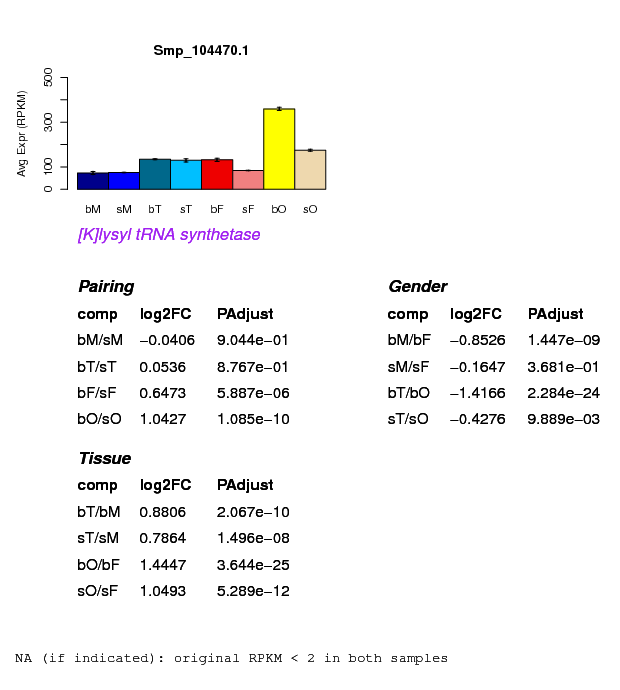 Smp_104470.1
Avg Expr (RPKM)
0 100 300 500
bM sM bT sT bF sF bO sO
[K]lysyl tRNA synthetase
Pairing
comp log2FC PAdjust
bM/sM −0.0406 9.044e−01
bT/sT 0.0536 8.767e−01
bF/sF 0.6473 5.887e−06
bO/sO 1.0427 1.085e−10
Gender
comp log2FC PAdjust
bM/bF −0.8526 1.447e−09
sM/sF −0.1647 3.681e−01
bT/bO −1.4166 2.284e−24
sT/sO −0.4276 9.889e−03
Tissue
comp log2FC PAdjust
bT/bM 0.8806 2.067e−10
sT/sM 0.7864 1.496e−08
bO/bF 1.4447 3.644e−25
sO/sF 1.0493 5.289e−12
NA (if indicated): original RPKM < 2 in both samples